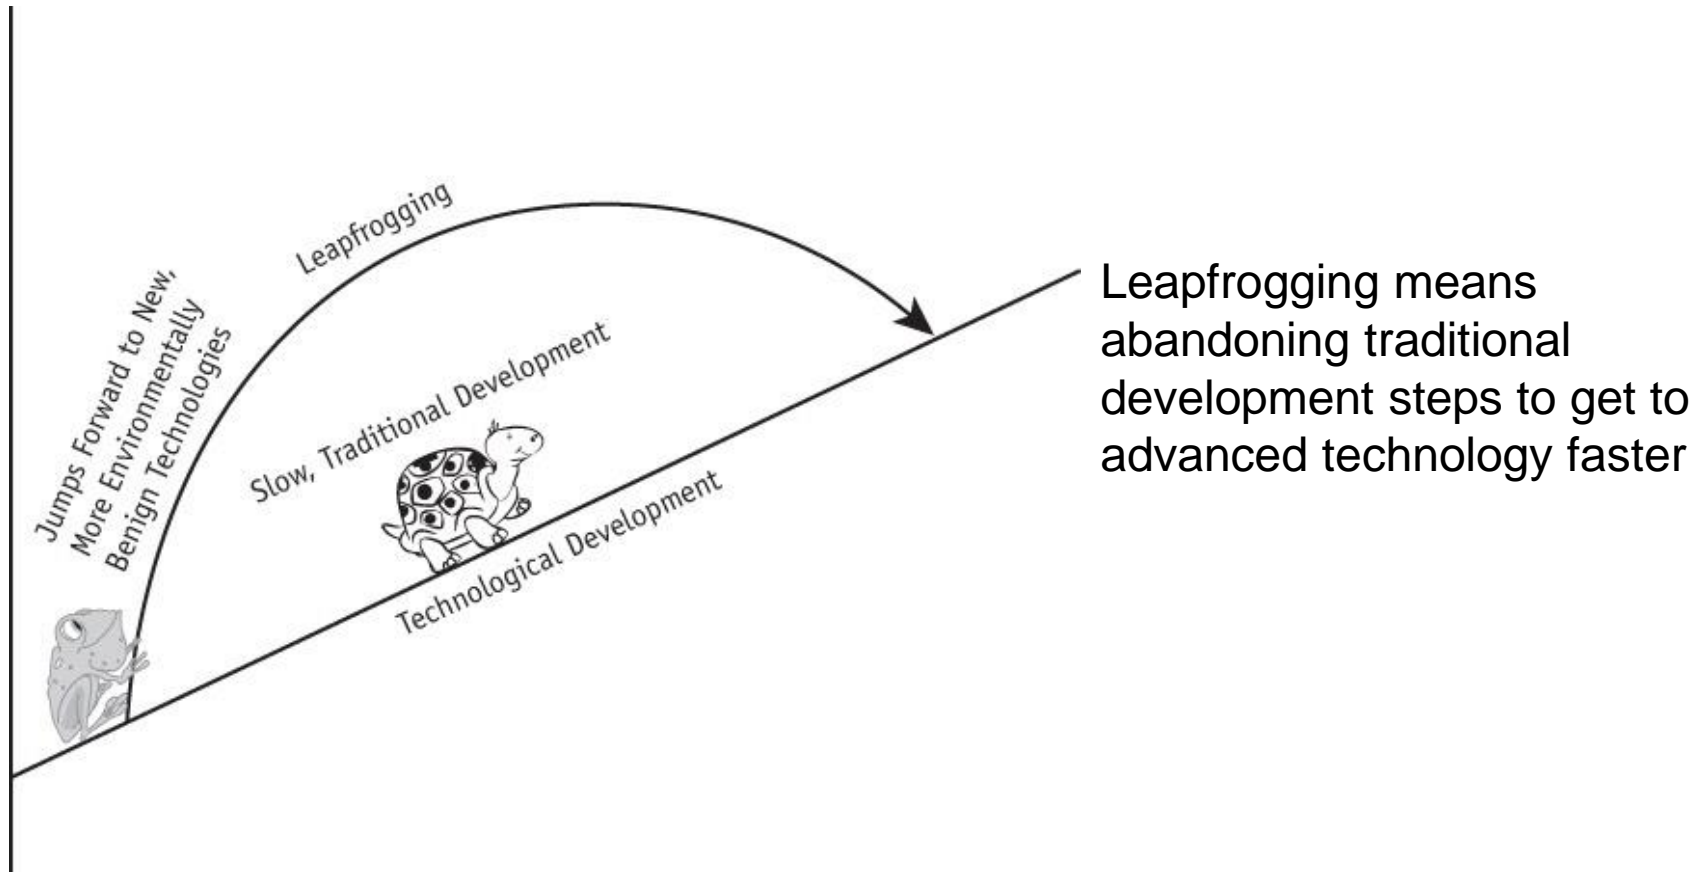 Leapfrogging
Jumps Forward to New,
More Environmentally
Benign Technologies
Slow, Traditional Development
Technological Development
Leapfrogging means
abandoning traditional
development steps to get to
advanced technology faster